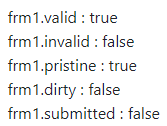 frm1.valid : true
frm1.invalid : false
frm1.pristine : true
frm1.dirty : false
frm1.submitted : false